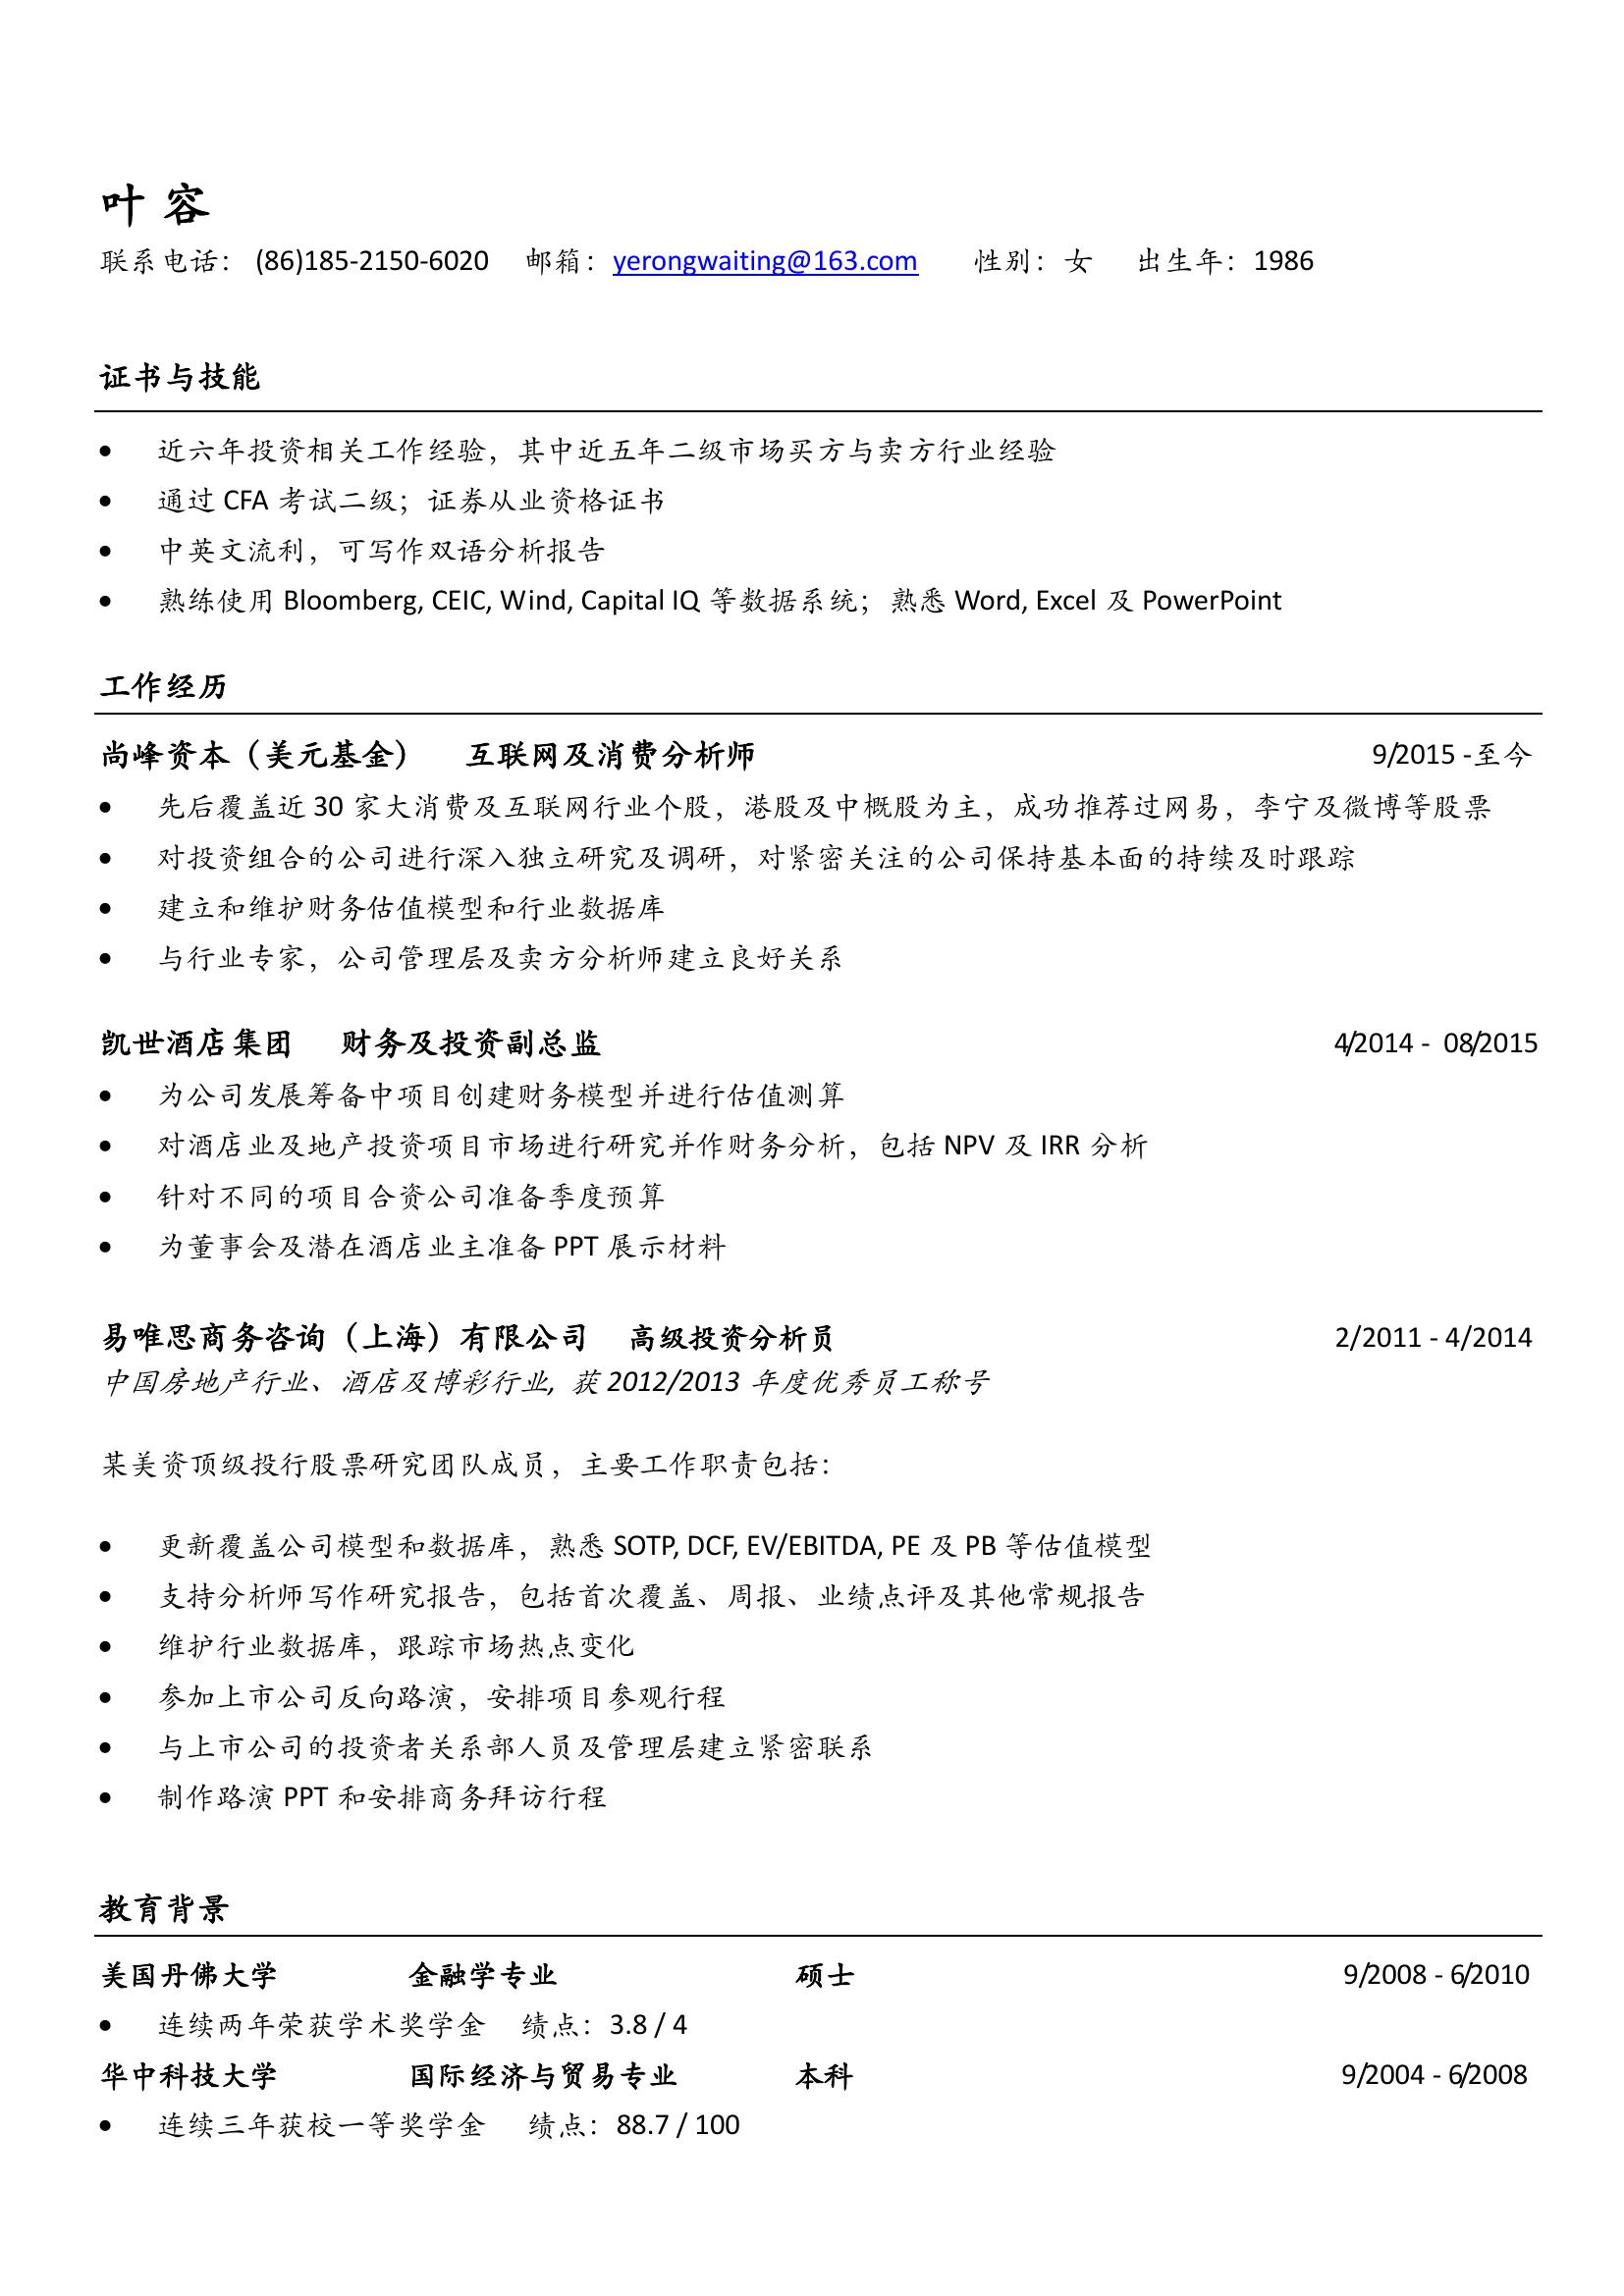 叶 容
联系电话： (86)185-2150-6020 邮箱：yerongwaiting@163.com 性别：女 出生年：1986
证书与技能
• 近六年投资相关工作经验，其中近五年二级市场买方与卖方行业经验
• 通过 CFA 考试二级；证券从业资格证书
• 中英文流利，可写作双语分析报告
• 熟练使用 Bloomberg, CEIC, Wind, Capital IQ 等数据系统；熟悉 Word, Excel 及 PowerPoint
工作经历
尚峰资本（美元基金） 互联网及消费分析师 9/2015 -至今
• 先后覆盖近 30 家大消费及互联网行业个股，港股及中概股为主，成功推荐过网易，李宁及微博等股票
• 对投资组合的公司进行深入独立研究及调研，对紧密关注的公司保持基本面的持续及时跟踪
• 建立和维护财务估值模型和行业数据库
• 与行业专家，公司管理层及卖方分析师建立良好关系
凯世酒店集团 财务及投资副总监 4/2014 - 08/2015
• 为公司发展筹备中项目创建财务模型并进行估值测算
• 对酒店业及地产投资项目市场进行研究并作财务分析，包括 NPV 及 IRR 分析
• 针对不同的项目合资公司准备季度预算
• 为董事会及潜在酒店业主准备 PPT 展示材料
易唯思商务咨询（上海）有限公司 高级投资分析员 2/2011 - 4/2014
中国房地产行业、酒店及博彩行业, 获 2012/2013 年度优秀员工称号
某美资顶级投行股票研究团队成员，主要工作职责包括：
• 更新覆盖公司模型和数据库，熟悉 SOTP, DCF, EV/EBITDA, PE 及 PB 等估值模型
• 支持分析师写作研究报告，包括首次覆盖、周报、业绩点评及其他常规报告
• 维护行业数据库，跟踪市场热点变化
• 参加上市公司反向路演，安排项目参观行程
• 与上市公司的投资者关系部人员及管理层建立紧密联系
• 制作路演 PPT 和安排商务拜访行程
教育背景
美国丹佛大学 金融学专业 硕士 9/2008 - 6/2010
• 连续两年荣获学术奖学金 绩点：3.8 / 4
华中科技大学 国际经济与贸易专业 本科 9/2004 - 6/2008
• 连续三年获校一等奖学金 绩点：88.7 / 100